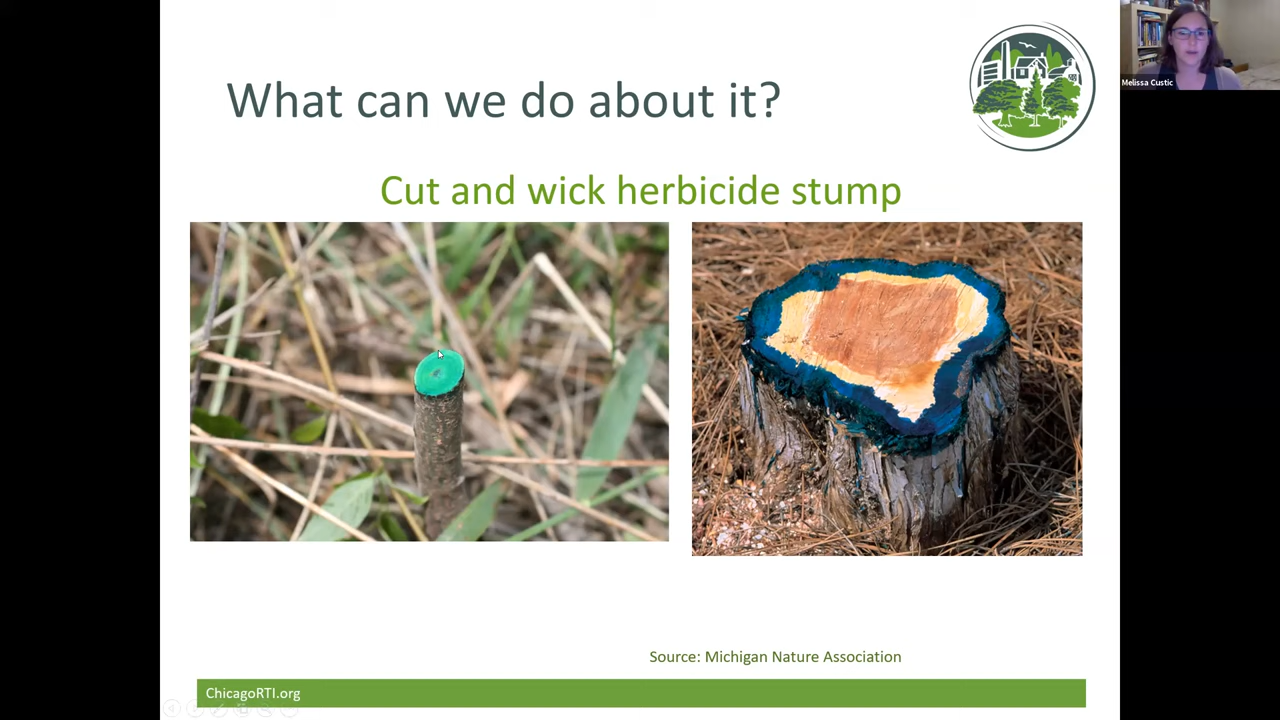 What can we do about it?
Melissa Custic
Cut and wick herbicide stump
Source: Michigan Nature Association
ChicagoRTI.org